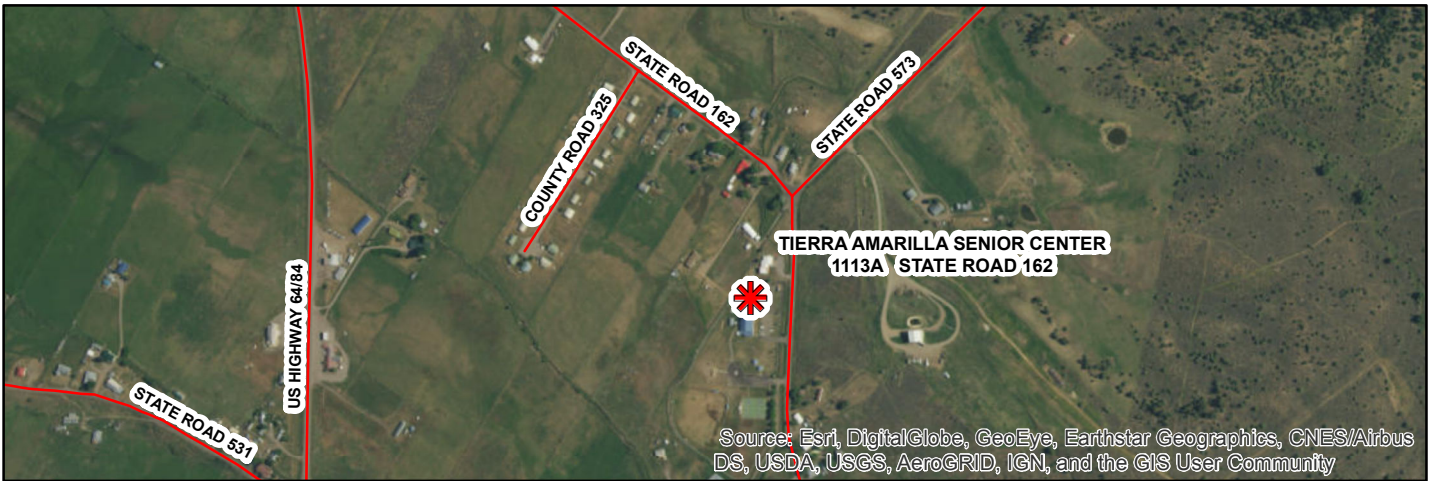 STATE ROAD 162
STATE ROAD 573
COUNTY ROAD 325
TIERRA AMARILLA SENIOR CENTER
1113A STATE ROAD 162
US HIGHWAY 64/84
STATE ROAD 531
Source: Esri, DigitalGlobe, GeoEye, Earthstar Geographics, CNES/Airbus
DS, USDA, USGS, AeroGRID, IGN, and the GIS User Community